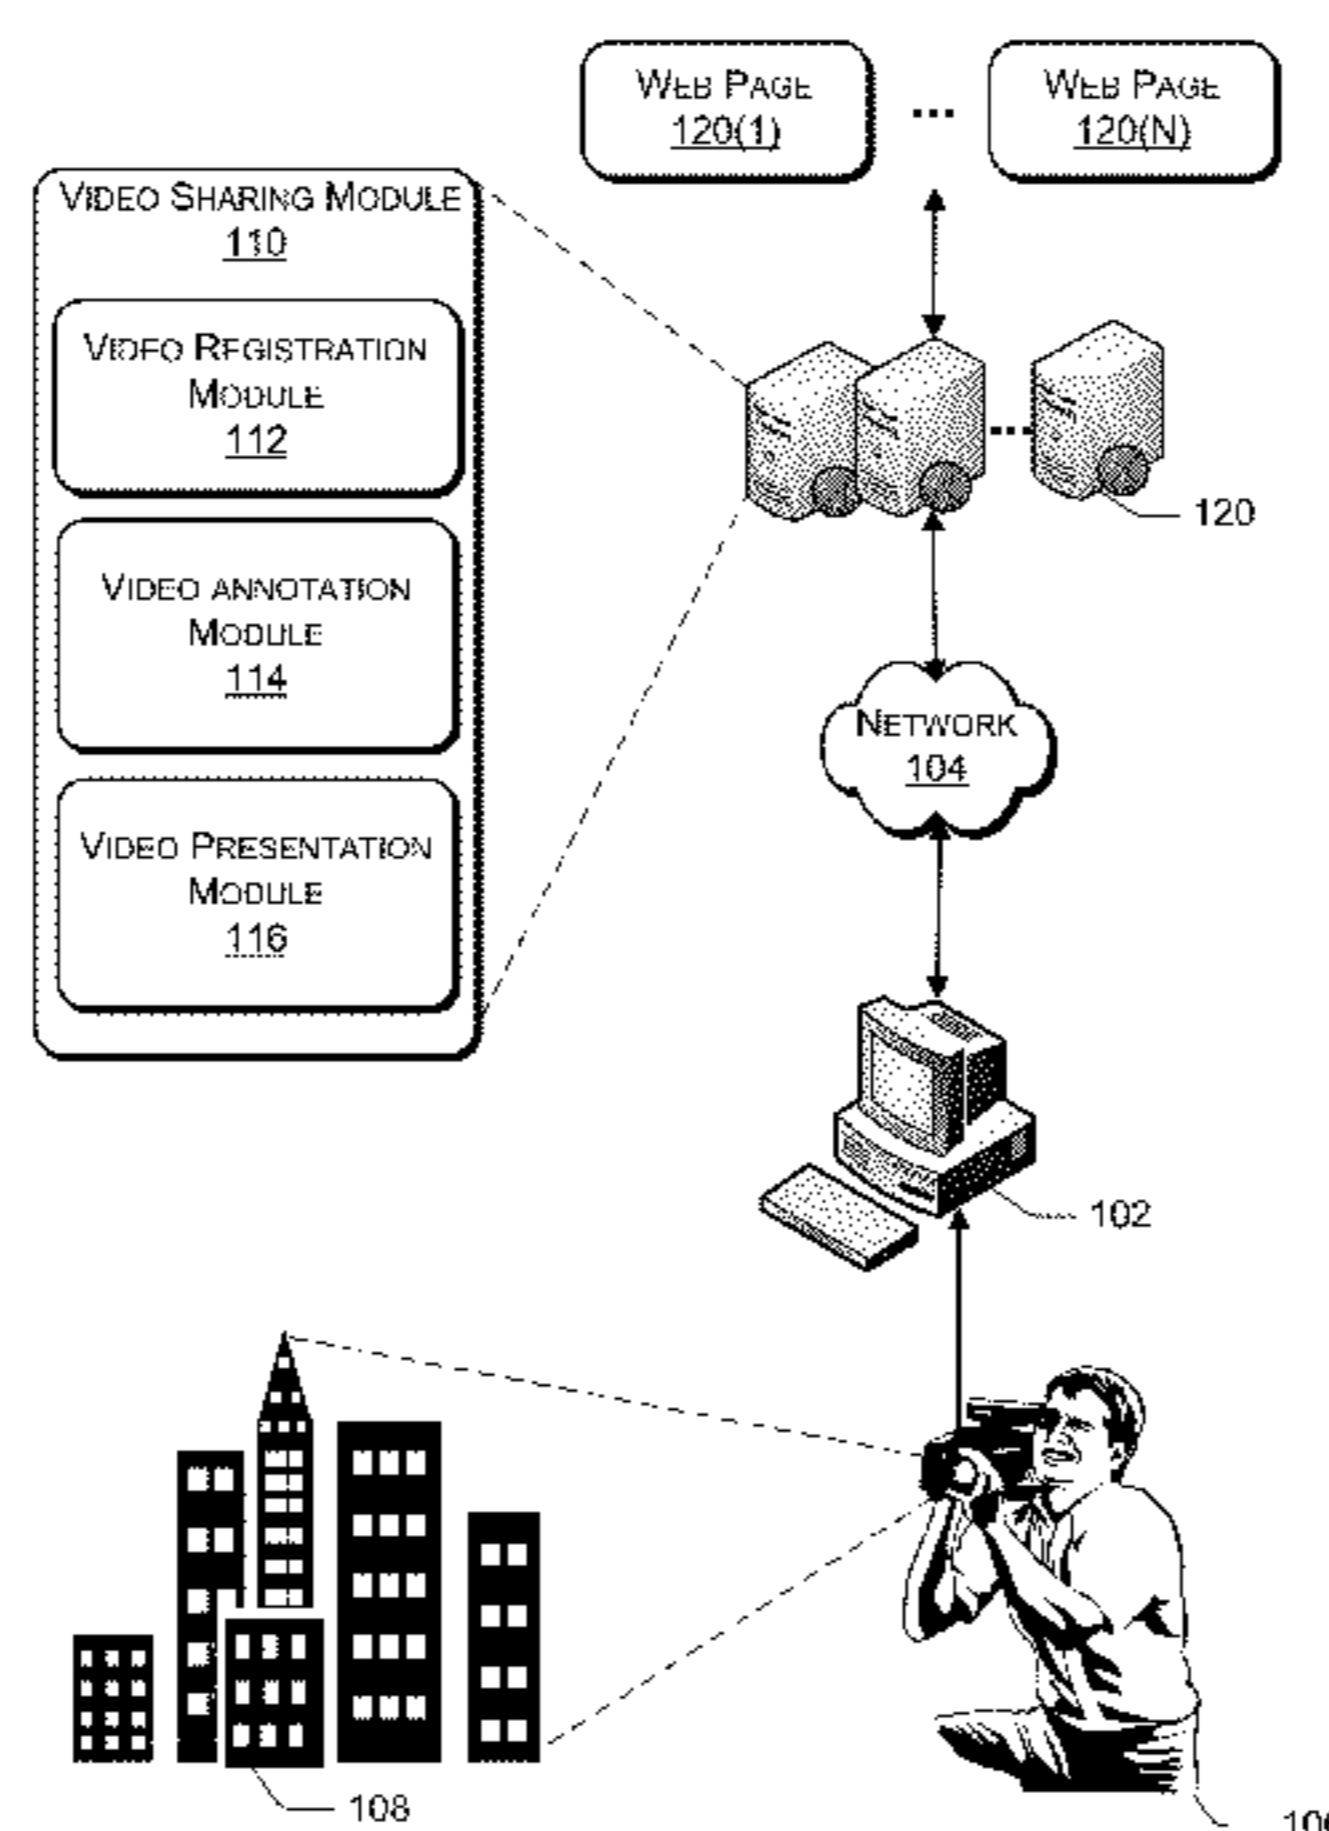 WEB PAGE
120(1)
...
WEB PAGE
120(N)
VIDEO SHARING MODULE
110
VIDEO REGISTRATION
MODULE
112
VIDEO ANNOTATION
MODULE
114
VIDEO PRESENTATION
MODULE
116
...
120
NETWORK
104
102
108